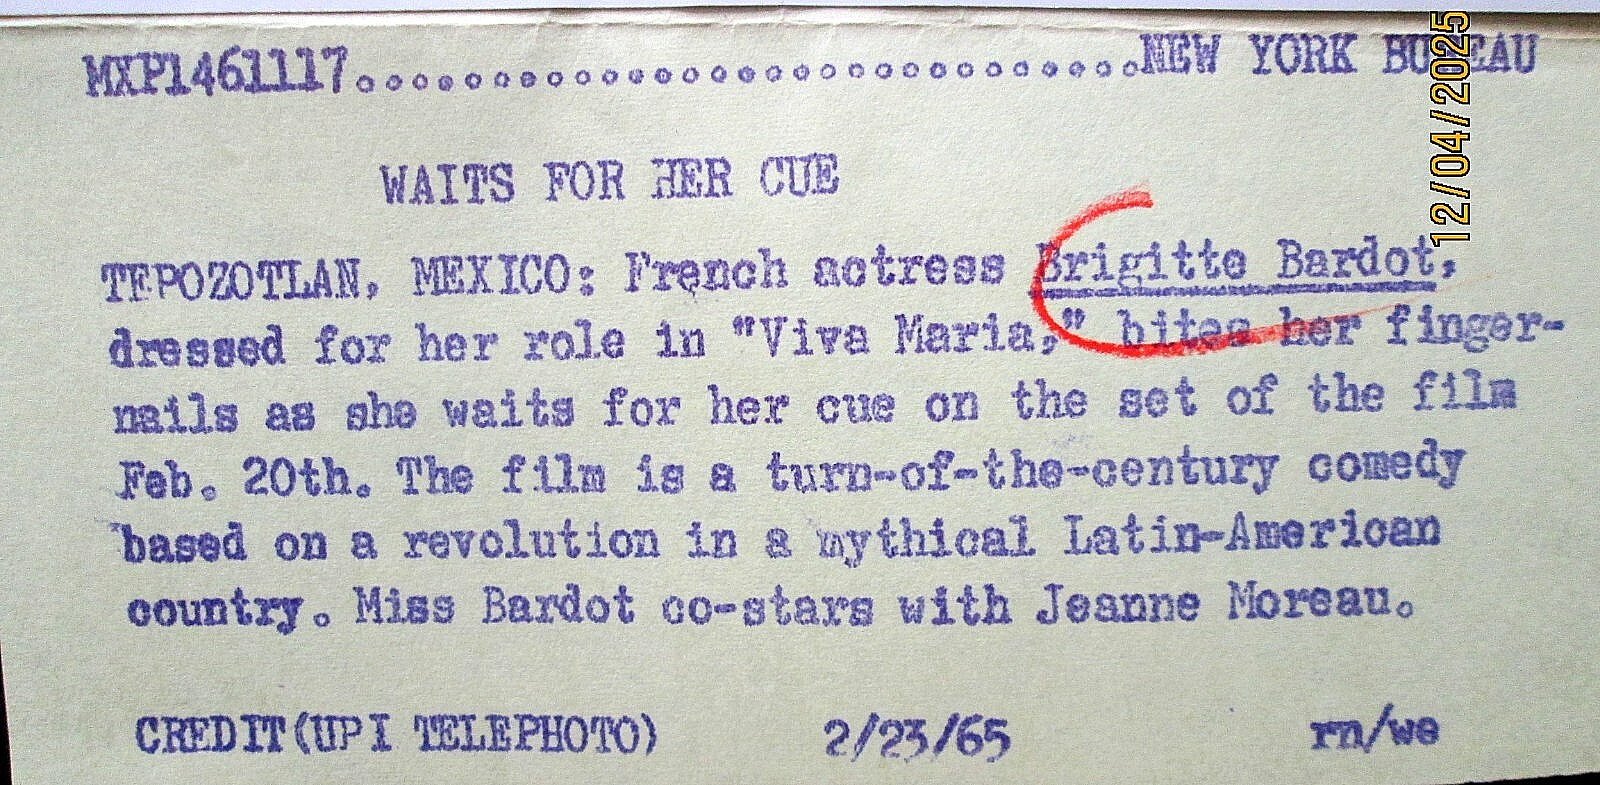 MXP1461117..............................NEW YORK BUREAU
WAITS FOR HER CUE
TEPOZOTLAN, MEXICO: French actress Brigitte Bardot,
dressed for her role in "Viva Maria," bites her finger-
nails as she waits for her cue on the set of the film
Feb. 20th. The film is a turn-of-the-century comedy
based on a revolution in a mythical Latin-American
country. Miss Bardot co-stars with Jeanne Moreau.
CREDIT(UPI TELEPHOTO) 2/23/65 rn/we
12/04/2025